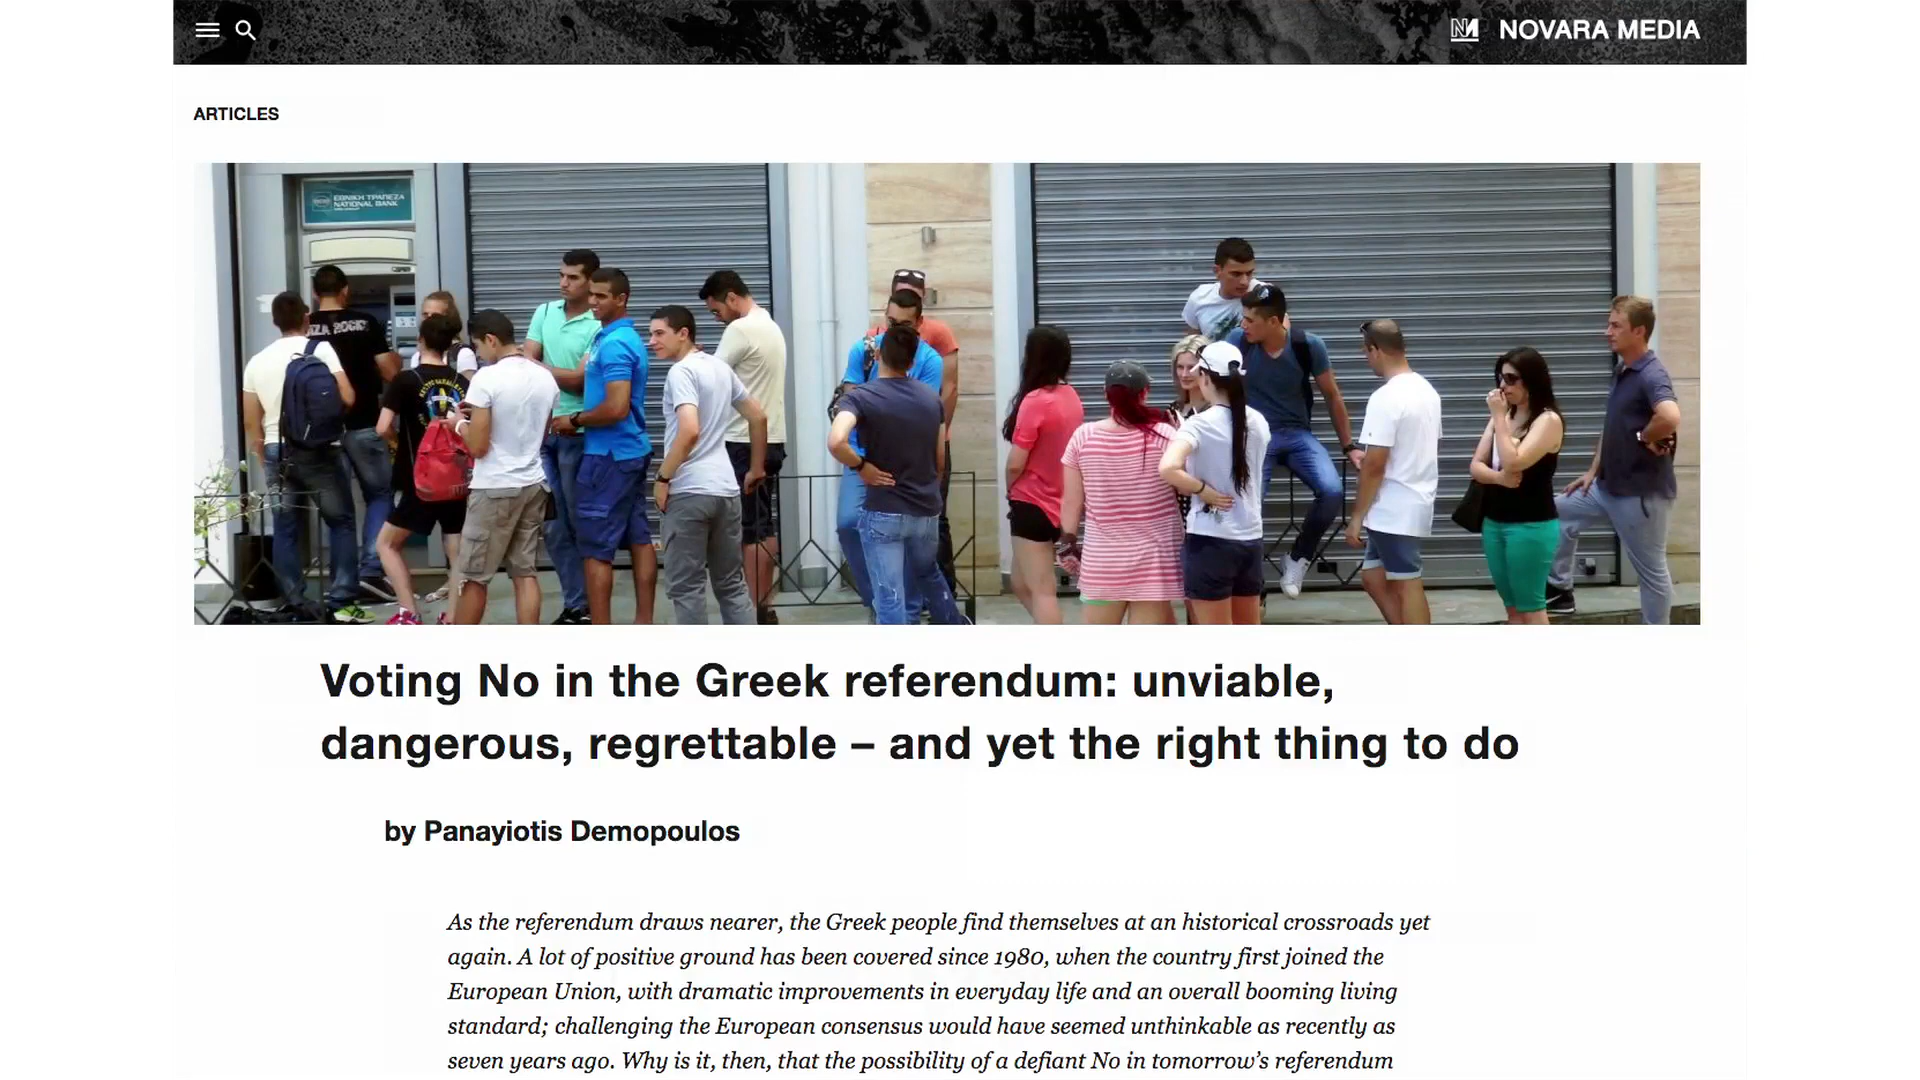 NOVARA MEDIA
ARTICLES
ΕΘΝΙΚΗ ΤΡΑΠΕΖΑ
NATIONAL BANK
Voting No in the Greek referendum: unviable,
dangerous, regrettable – and yet the right thing to do
by Panayiotis Demopoulos
As the referendum draws nearer, the Greek people find themselves at an historical crossroads yet
again. A lot of positive ground has been covered since 1980, when the country first joined the
European Union, with dramatic improvements in everyday life and an overall booming living
standard; challenging the European consensus would have seemed unthinkable as recently as
seven years ago. Why is it, then, that the possibility of a defiant No in tomorrow’s referendum